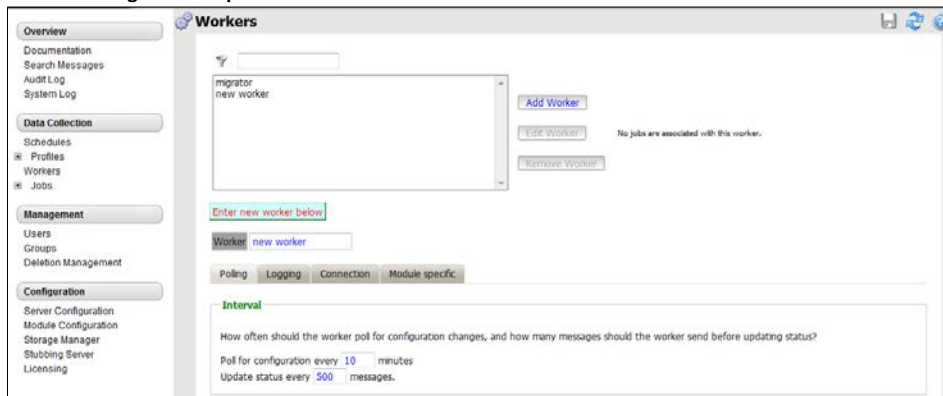 Workers
Overview
Documentation
Search Messages
Audit Log
System Log
Data Collection
Schedules
Profiles
Workers
Jobs
Management
Users
Groups
Deletion Management
Configuration
Server Configuration
Module Configuration
Storage Manager
Stubbing Server
Licensing
migrator
new worker
Add Worker
Edit Worker
No jobs are associated with this worker.
Remove Worker
Enter new worker below
Worker new worker
Polling Logging Connection Module specific
Interval
How often should the worker poll for configuration changes, and how many messages should the worker send before updating status?
Poll for configuration every 10 minutes
Update status every 500 messages.